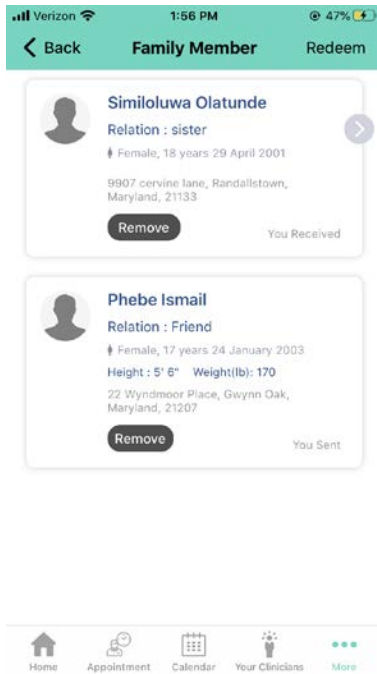 Verizon 1:56 PM 47%
Back Family Member Redeem
Similoluwa Olatunde
Relation : sister
Female, 18 years 29 April 2001
9907 cervine lane, Randallstown,
Maryland, 21133
Remove
You Received
Phebe Ismail
Relation : Friend
Female, 17 years 24 January 2003
Height : 5' 6" Weight(lb): 170
22 Wyndmoor Place, Gwynn Oak,
Maryland, 21207
Remove
You Sent
Home Appointment Calendar Your Clinicians More